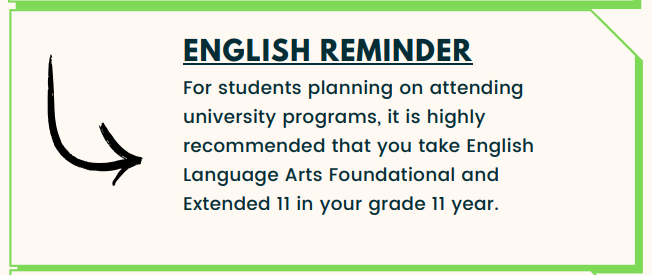 ENGLISH REMINDER
For students planning on attending
university programs, it is highly
recommended that you take English
Language Arts Foundational and
Extended 11 in your grade 11 year.